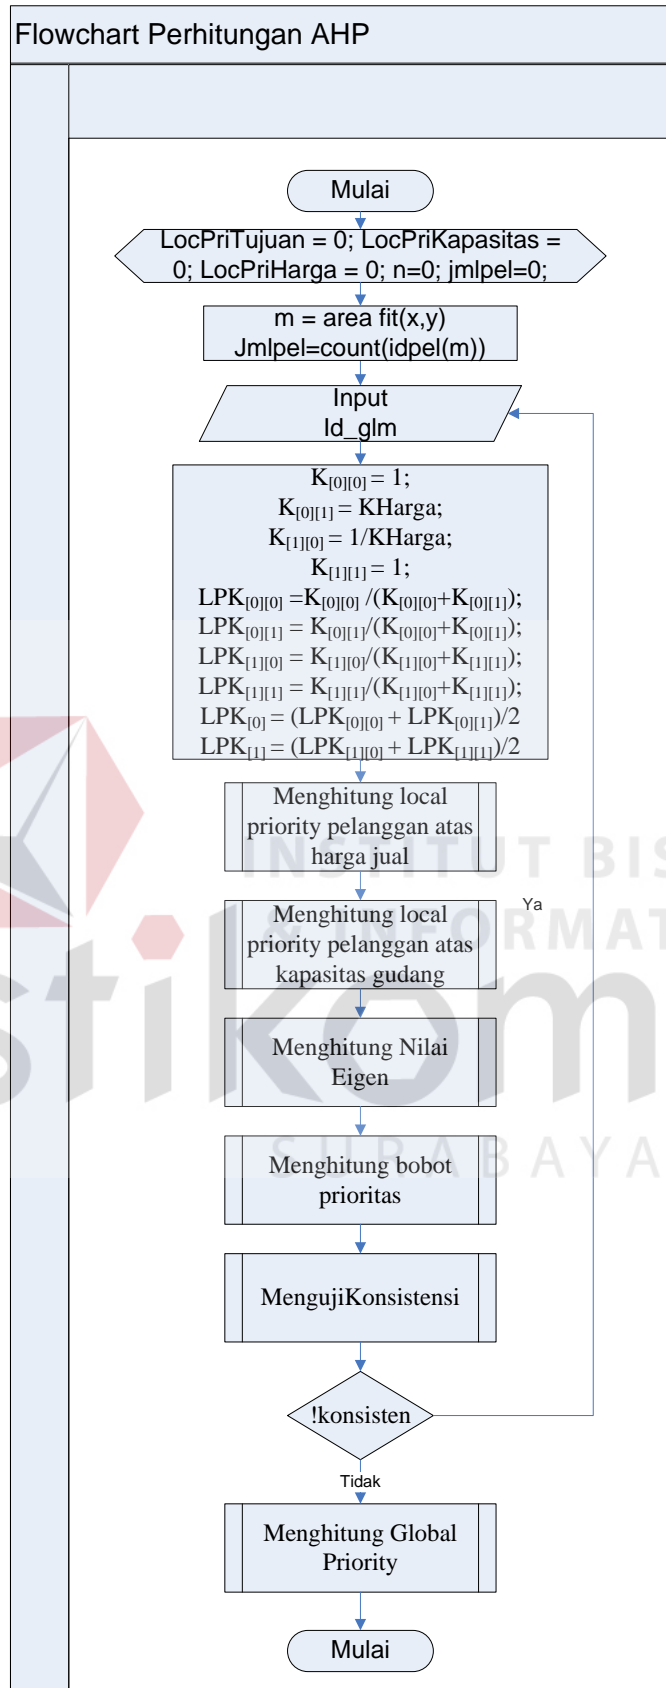 Flowchart Perhitungan AHP
Mulai
LocPriTujuan = 0; LocPriKapasitas =
0; LocPriHarga = 0; n=0; jmlpel=0;
m = area fit(x,y)
Jmlpel=count(idpel(m))
Input
Id_glm
K[0][0] = 1;
K[0][1] = KHarga;
K[1][0] = 1/KHarga;
K[1][1] = 1;
LPK[0][0] =K[0][0] /(K[0][0]+K[0][1]);
LPK[0][1] = K[0][1]/(K[0][0]+K[0][1]);
LPK[1][0] = K[1][0]/(K[1][0]+K[1][1]);
LPK[1][1] = K[1][1]/(K[1][0]+K[1][1]);
LPK[0] = (LPK[0][0] + LPK[0][1])/2
LPK[1] = (LPK[1][0] + LPK[1][1])/2
Menghitung local
priority pelanggan atas
harga jual
INSTITUT BIS
Ya
Menghitung local
priority pelanggan atas
kapasitas gudang
& INFORMAT
stikom
Menghitung Nilai
Eigen
SURABAYA
Menghitung bobot
prioritas
MengujiKonsistensi
!konsisten
Tidak
Menghitung Global
Priority
Mulai